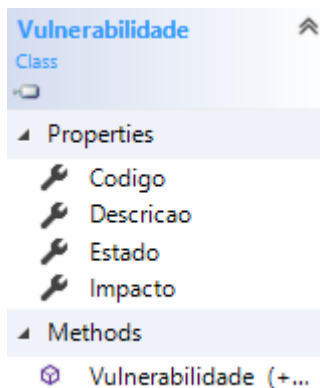 Vulnerabilidade
Class
Properties
Codigo
Descricao
Estado
Impacto
Methods
Vulnerabilidade (+...